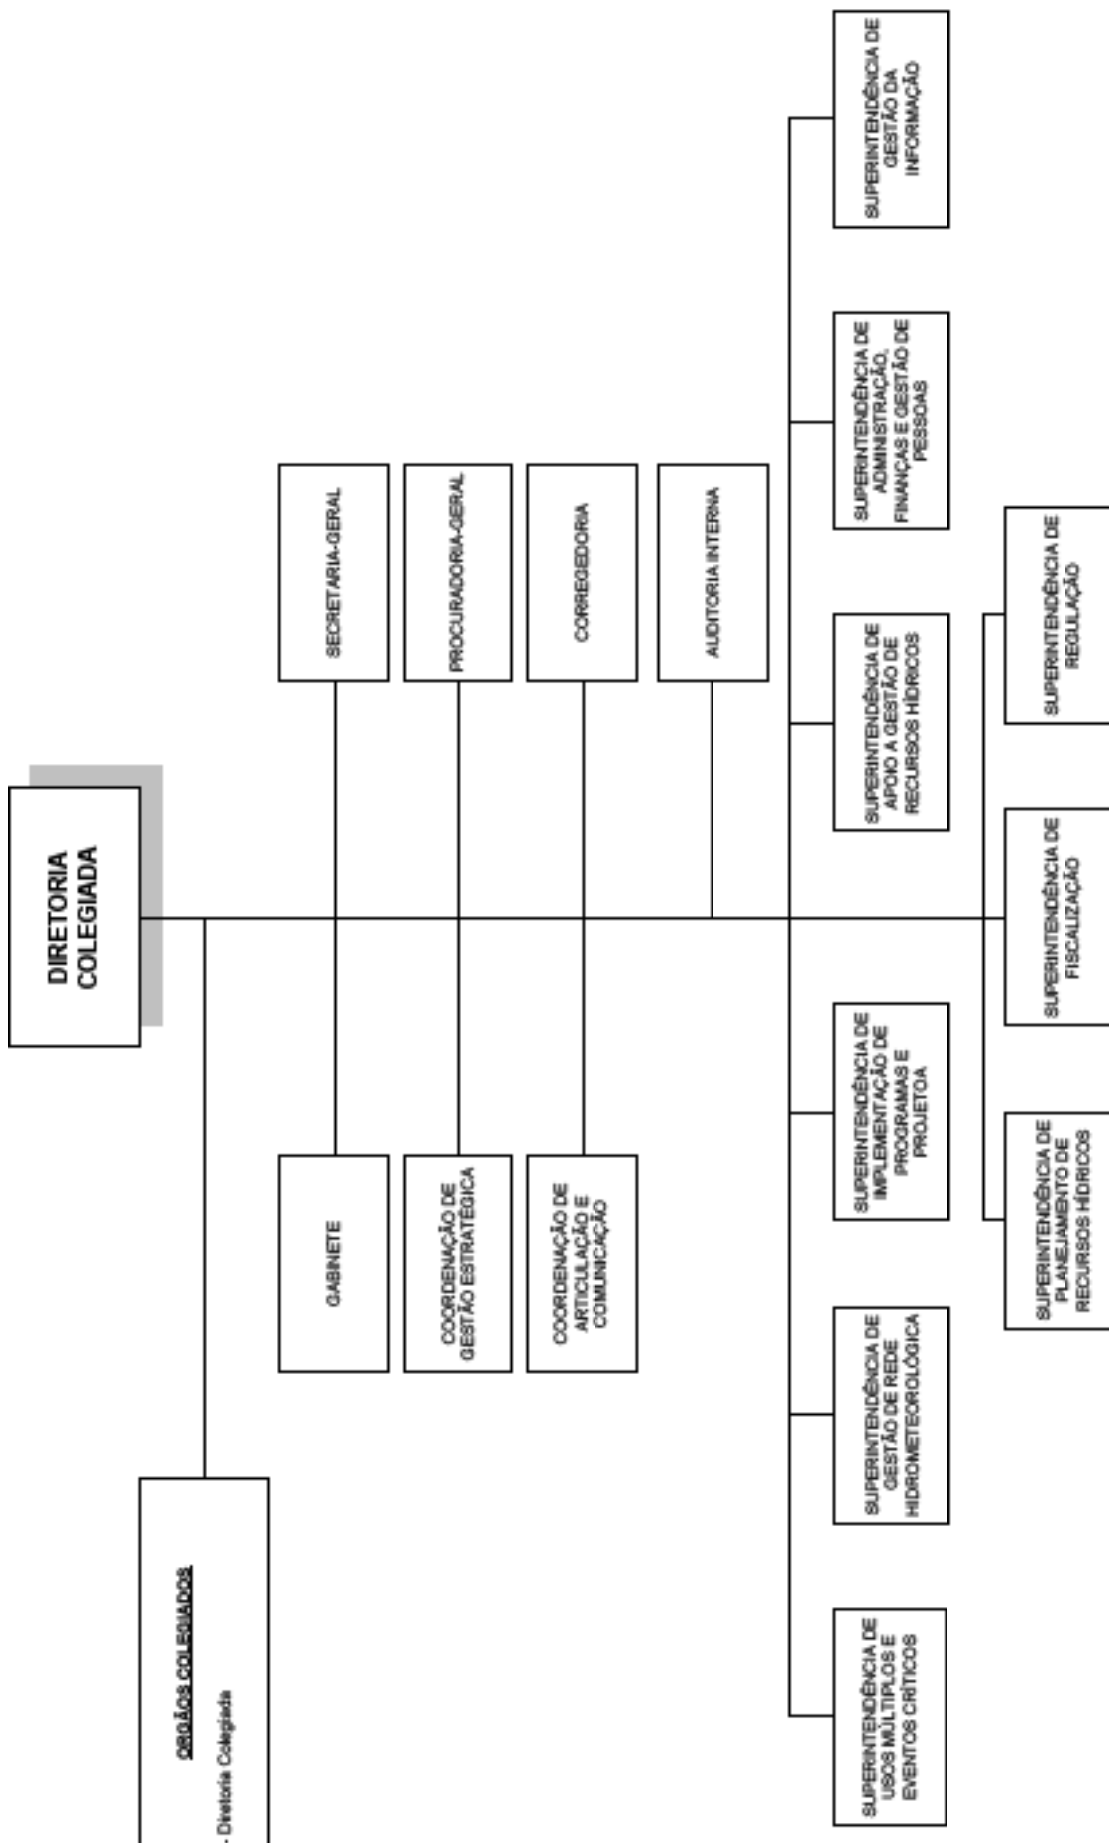 DIRETORIA
COLEGIADA
ORGÃOS COLEGIADOS
- Diretoria Colegiada
GABINETE
SECRETARIA-GERAL
COORDENAÇÃO DE
GESTÃO ESTRATÉGICA
PROCURADORIA-GERAL
COORDENAÇÃO DE
ARTICULAÇÃO E
COMUNICAÇÃO
CORREGEDORIA
AUDITORIA INTERNA
SUPERINTENDÊNCIA DE
USOS MÚLTIPLOS E
EVENTOS CRÍTICOS
SUPERINTENDÊNCIA DE
GESTÃO DE REDE
HIDROMETEOROLÓGICA
SUPERINTENDÊNCIA DE
IMPLEMENTAÇÃO DE
PROGRAMAS E
PROJETOA
SUPERINTENDÊNCIA DE
APOIO A GESTÃO DE
RECURSOS HÍDRICOS
SUPERINTENDÊNCIA DE
ADMINISTRAÇÃO,
FINANÇAS E GESTÃO DE
PESSOAS
SUPERINTENDÊNCIA DE
GESTÃO DA
INFORMAÇÃO
SUPERINTENDÊNCIA DE
PLANEJAMENTO DE
RECURSOS HÍDRICOS
SUPERINTENDÊNCIA DE
FISCALIZAÇÃO
SUPERINTENDÊNCIA DE
REGULAÇÃO